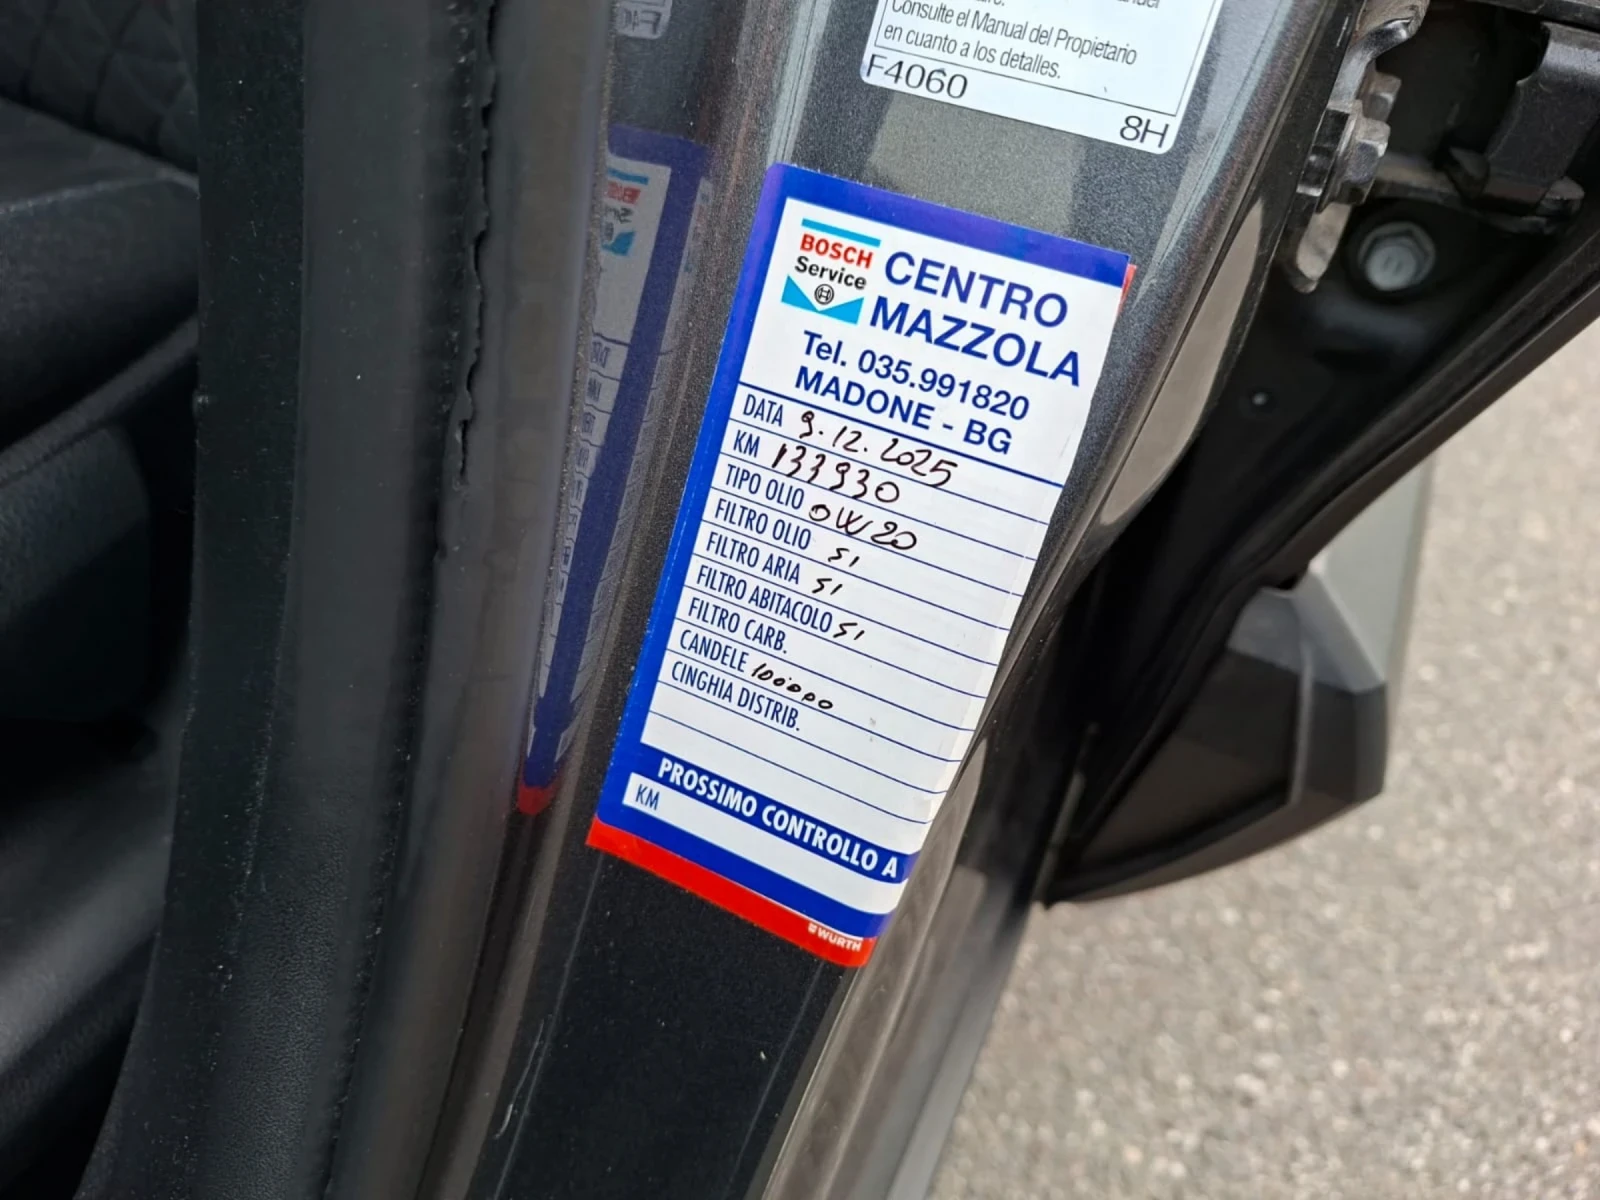 Consulte el Manual del Propietario
en cuanto a los detalles.
F4060
8H
BOSCH
Service
CENTRO
MAZZOLA
Tel. 035.991820
MADONE - BG
DATA 9.12.2025
KM 133930
TIPO OLIO 0W20
FILTRO OLIO SI
FILTRO ARIA SI
FILTRO ABITACOLO SI
FILTRO CARB.
CANDELE 100000
CINGHIA DISTRIB.
PROSSIMO CONTROLLO A
KM
WÜRTH